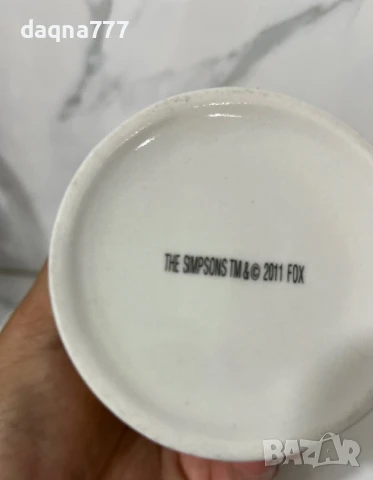 daqna777
THE SIMPSONS TM & © 2011 FOX
BAZAR